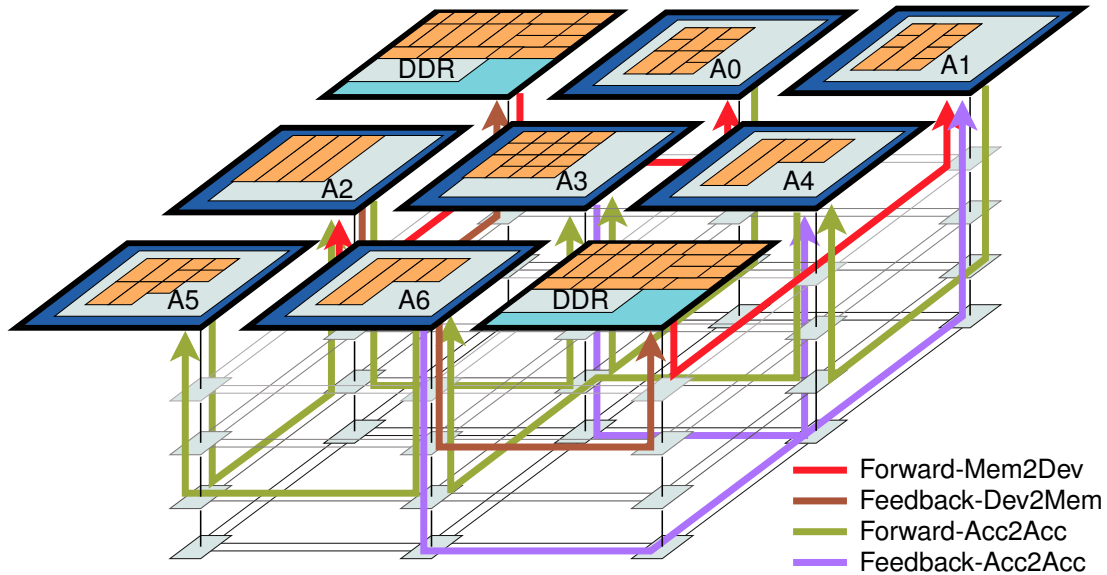 DDR
A0
A1
A2
A3
A4
A5
A6
DDR
Forward-Mem2Dev
Feedback-Dev2Mem
Forward-Acc2Acc
Feedback-Acc2Acc